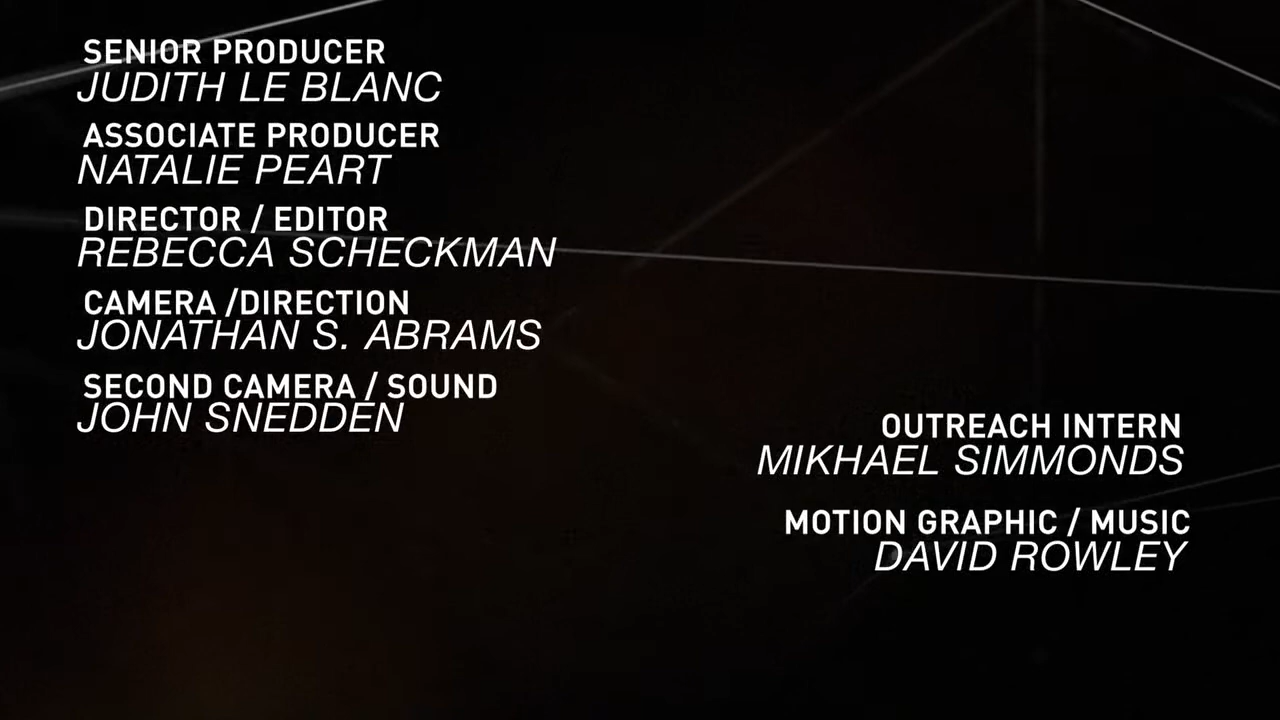 SENIOR PRODUCER
JUDITH LE BLANC
ASSOCIATE PRODUCER
NATALIE PEART
DIRECTOR / EDITOR
REBECCA SCHECKMAN
CAMERA /DIRECTION
JONATHAN S. ABRAMS
SECOND CAMERA / SOUND
JOHN SNEDDEN
OUTREACH INTERN
MIKHAEL SIMMONDS
MOTION GRAPHIC / MUSIC
DAVID ROWLEY